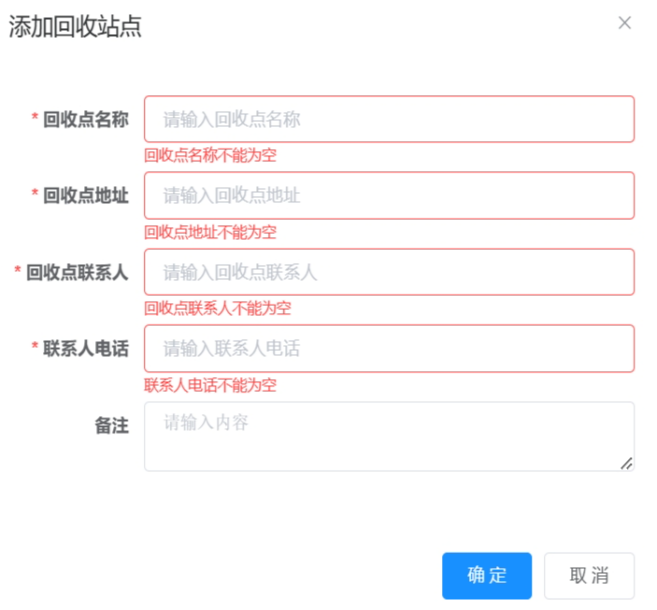 添加回收站点
* 回收点名称 请输入回收点名称
回收点名称不能为空
* 回收点地址 请输入回收点地址
回收点地址不能为空
* 回收点联系人 请输入回收点联系人
回收点联系人不能为空
* 联系人电话 请输入联系人电话
联系人电话不能为空
备注 请输入内容
确定 取消